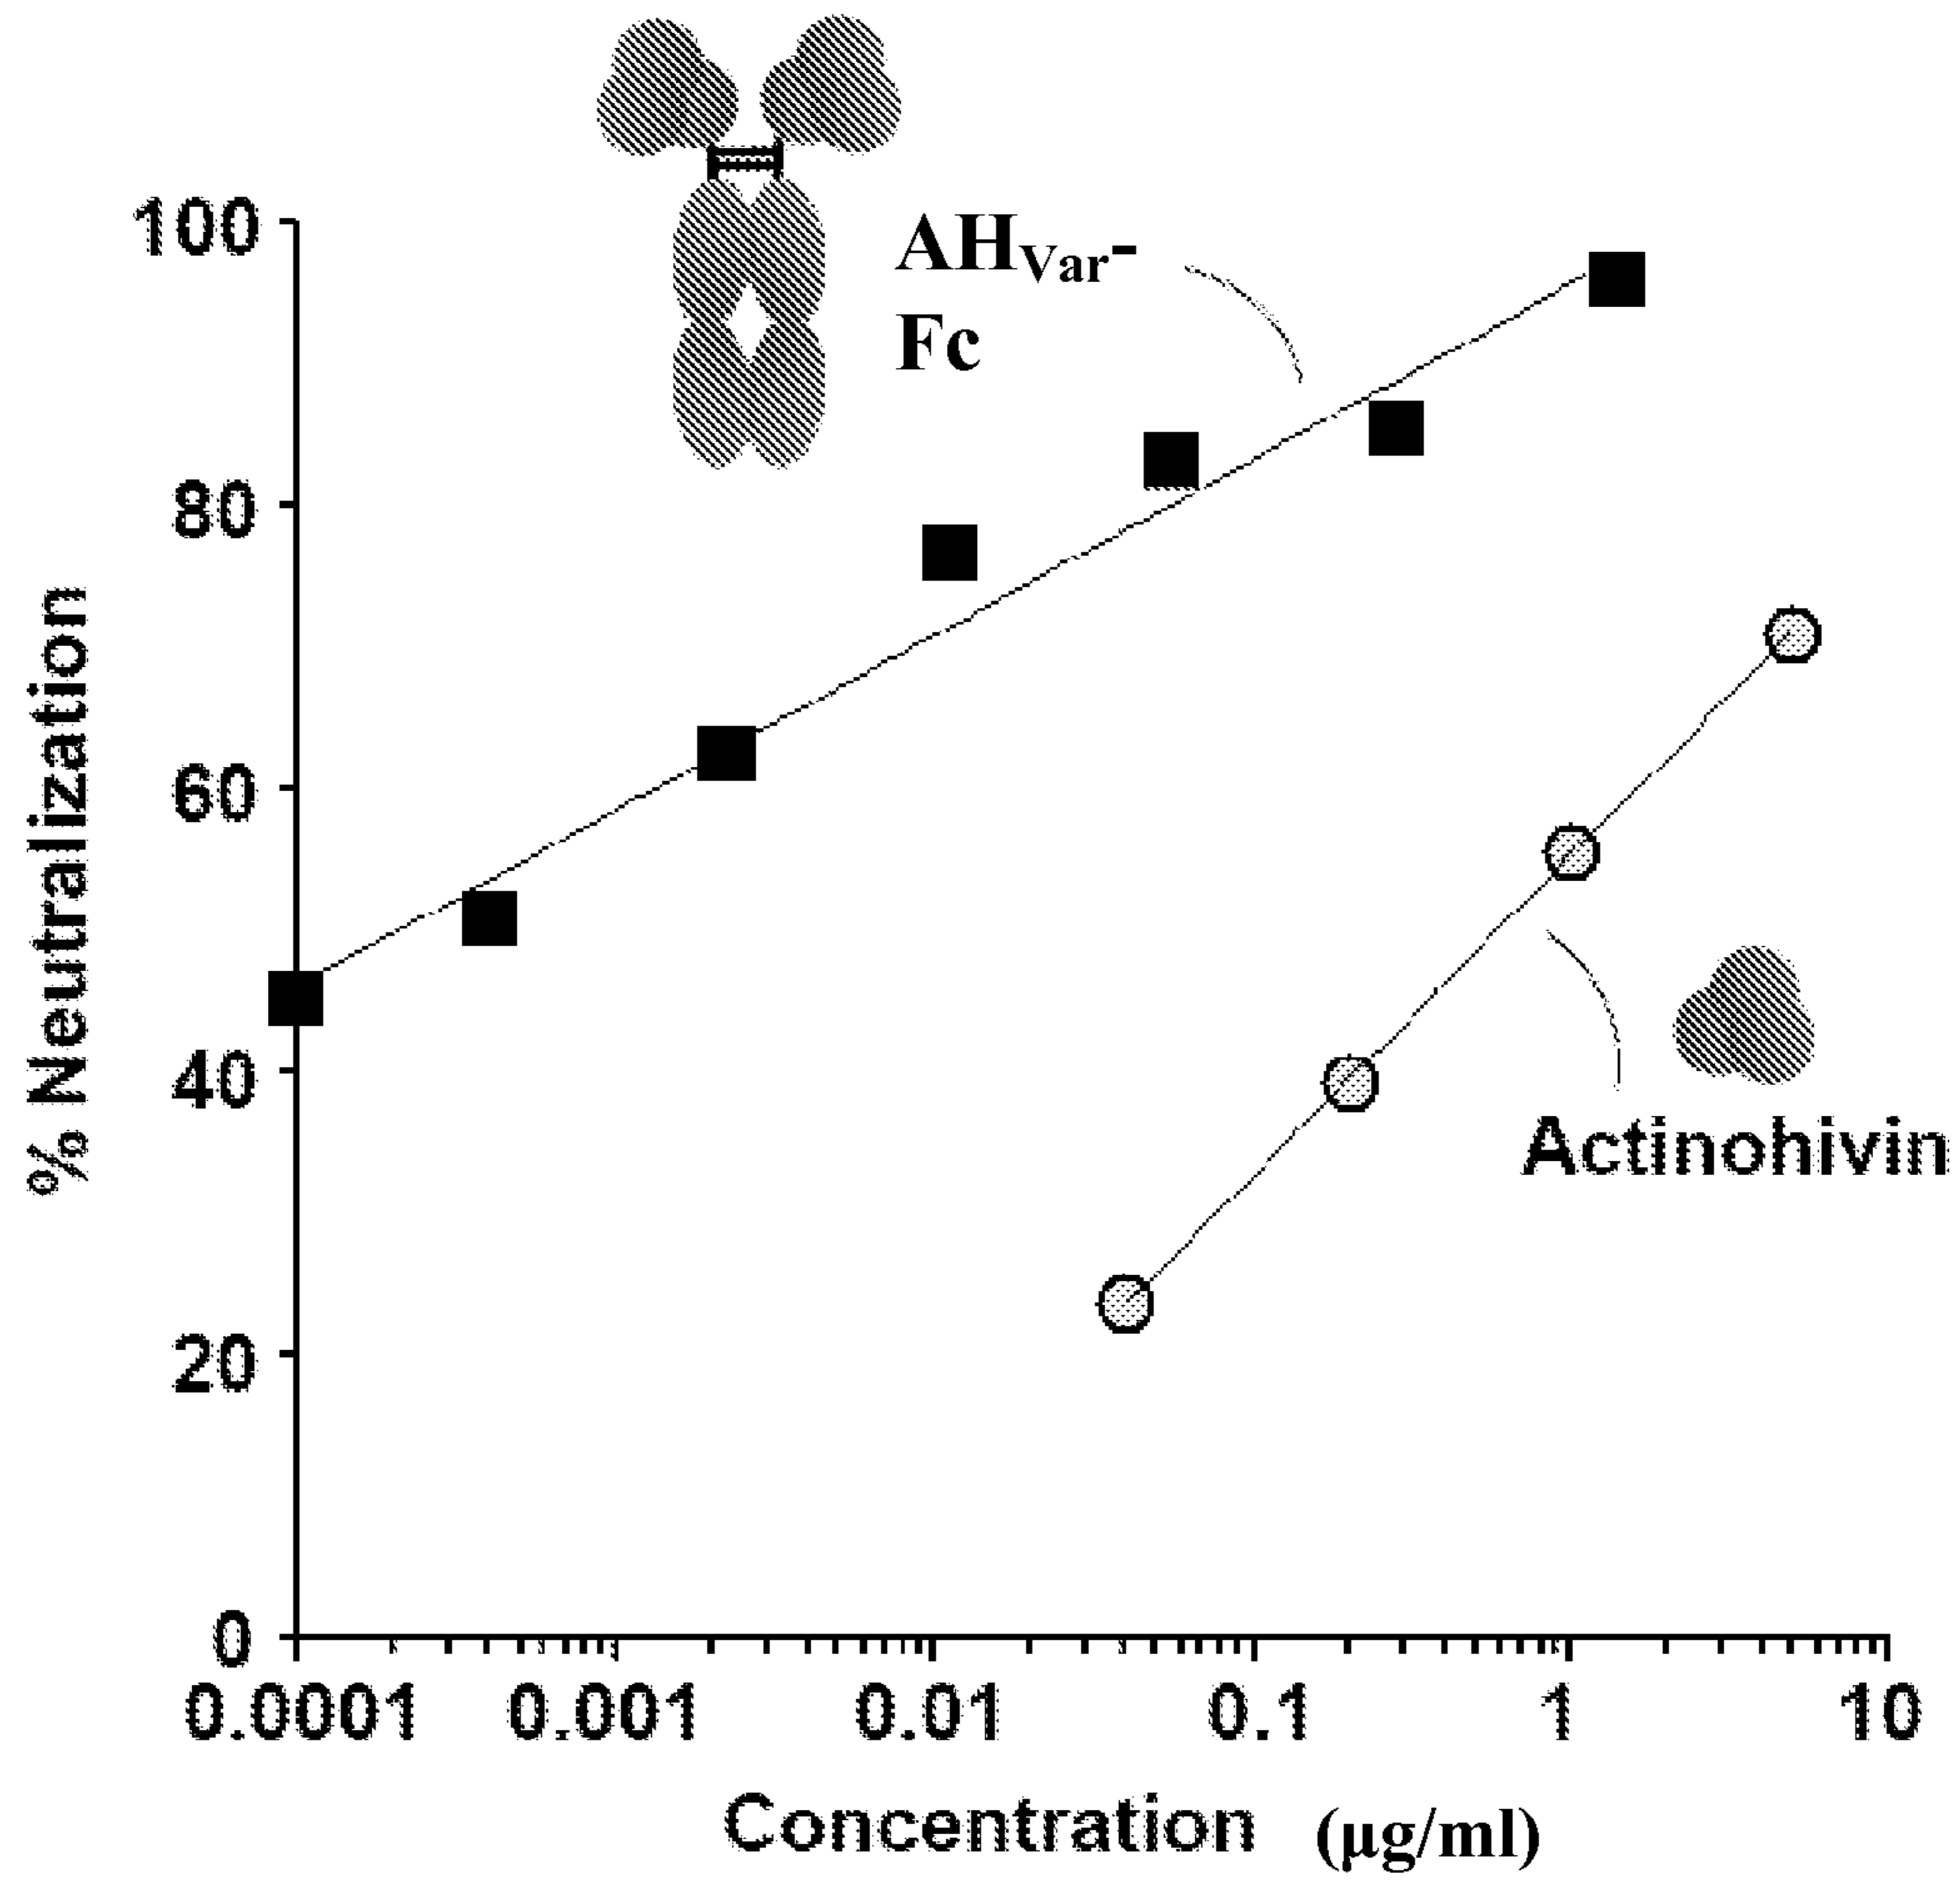 AHVar-
Fc
100
80
60
40
20
0
% Neutralization
Actinohivin
0.0001 0.001 0.01 0.1 1 10
Concentration (µg/ml)